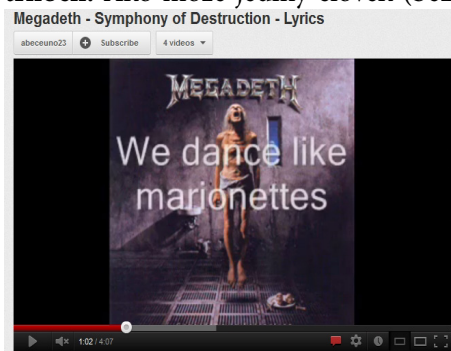 Megadeth - Symphony of Destruction - Lyrics
abeceuno23 Subscribe 4 videos
MEGADETH
We dance like
marionettes
1:02 / 4:07